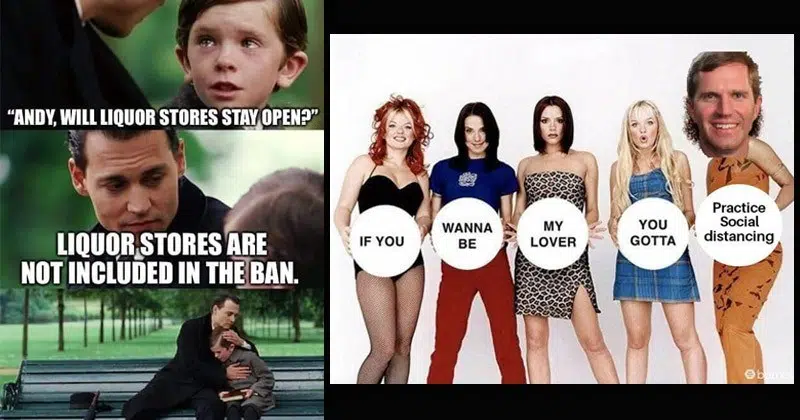 “ANDY, WILL LIQUOR STORES STAY OPEN?”
LIQUOR STORES ARE
NOT INCLUDED IN THE BAN.
IF YOU
WANNA
BE
MY
LOVER
YOU
GOTTA
Practice
Social
distancing